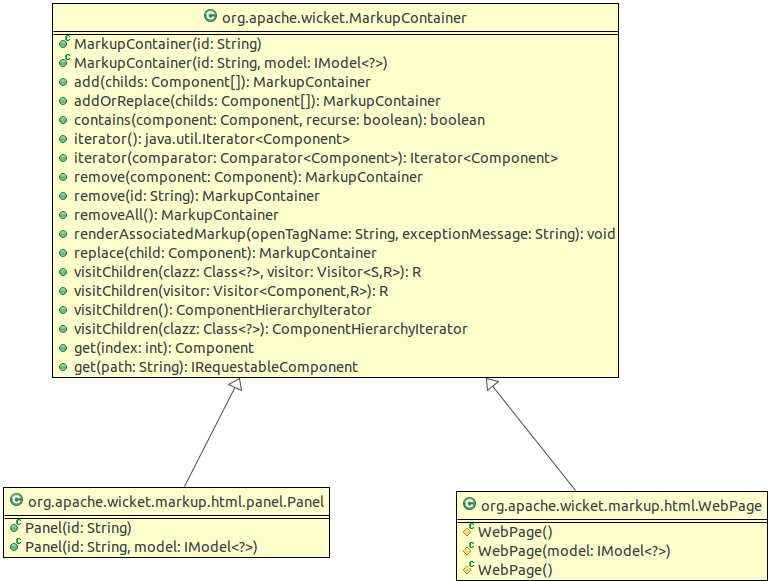 org.apache.wicket.MarkupContainer
MarkupContainer(id: String)
MarkupContainer(id: String, model: IModel<?>)
add(childs: Component[]): MarkupContainer
addOrReplace(childs: Component[]): MarkupContainer
contains(component: Component, recurse: boolean): boolean
iterator(): java.util.Iterator<Component>
iterator(comparator: Comparator<Component>): Iterator<Component>
remove(component: Component): MarkupContainer
remove(id: String): MarkupContainer
removeAll(): MarkupContainer
renderAssociatedMarkup(openTagName: String, exceptionMessage: String): void
replace(child: Component): MarkupContainer
visitChildren(clazz: Class<?>, visitor: Visitor<S,R>): R
visitChildren(visitor: Visitor<Component,R>): R
visitChildren(): ComponentHierarchyIterator
visitChildren(clazz: Class<?>): ComponentHierarchyIterator
get(index: int): Component
get(path: String): IRequestableComponent
org.apache.wicket.markup.html.panel.Panel
Panel(id: String)
Panel(id: String, model: IModel<?>)
org.apache.wicket.markup.html.WebPage
WebPage()
WebPage(model: IModel<?>)
WebPage()